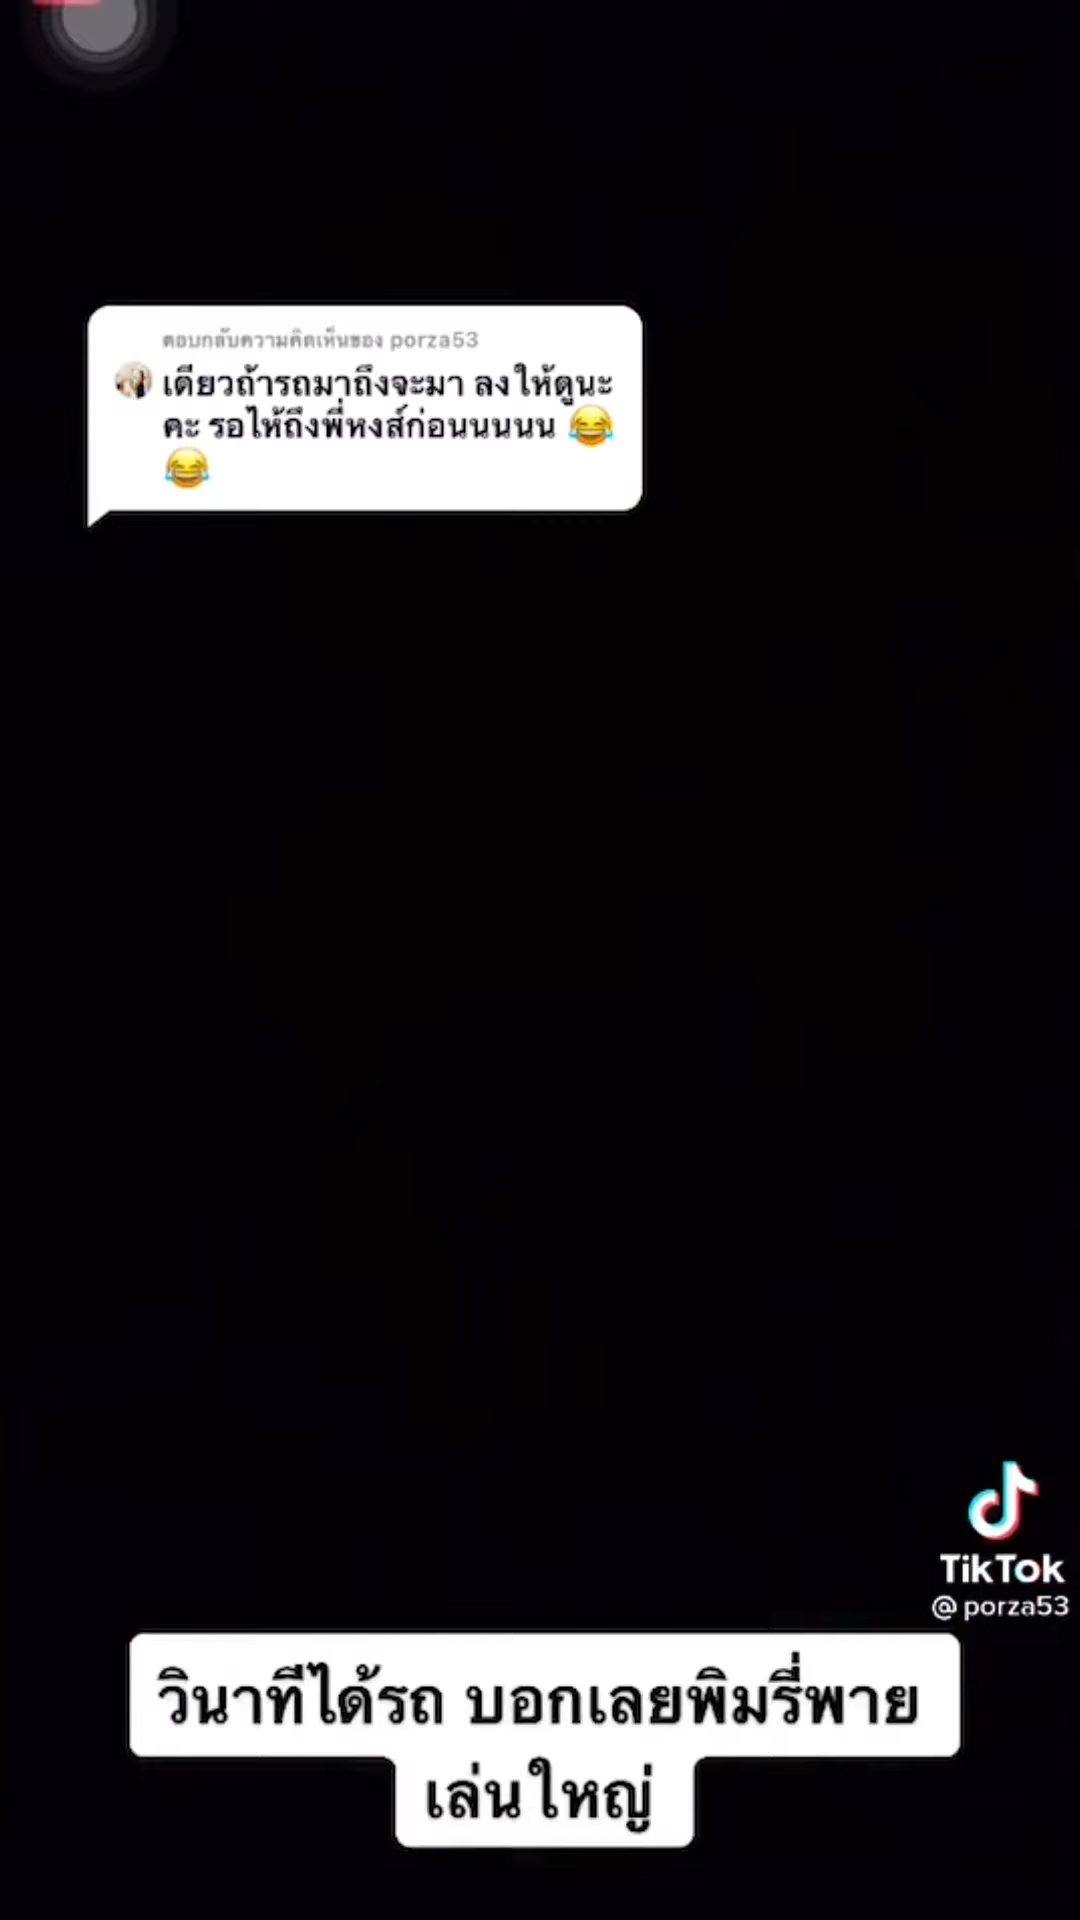 ตอบกลับความคิดเห็นของ porza53
เดียวถ้ารถมาถึงจะมา ลงให้ดูนะ
คะ รอไห้ถึงพี่หงส์ก่อนนนนน 😂
😂
TikTok
@porza53
วินาทีได้รถ บอกเลยพิมรี่พาย
เล่นใหญ่